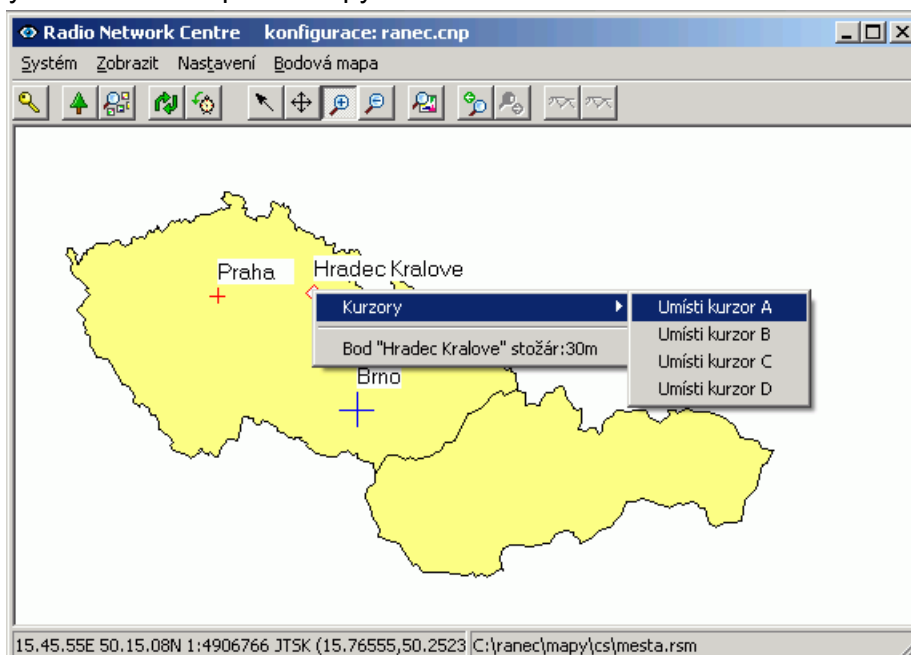 Radio Network Centre konfigurace: ranec.cnp
Systém Zobrazit Nastavení Bodová mapa
Praha
Hradec Kralove
Kurzory
Umísti kurzor A
Umísti kurzor B
Umísti kurzor C
Umísti kurzor D
Bod "Hradec Kralove" stožár:30m
Brno
15.45.55E 50.15.08N 1:4906766 JTSK (15.76555,50.2523
C:\ranec\mapy\cs\mesta.rsm